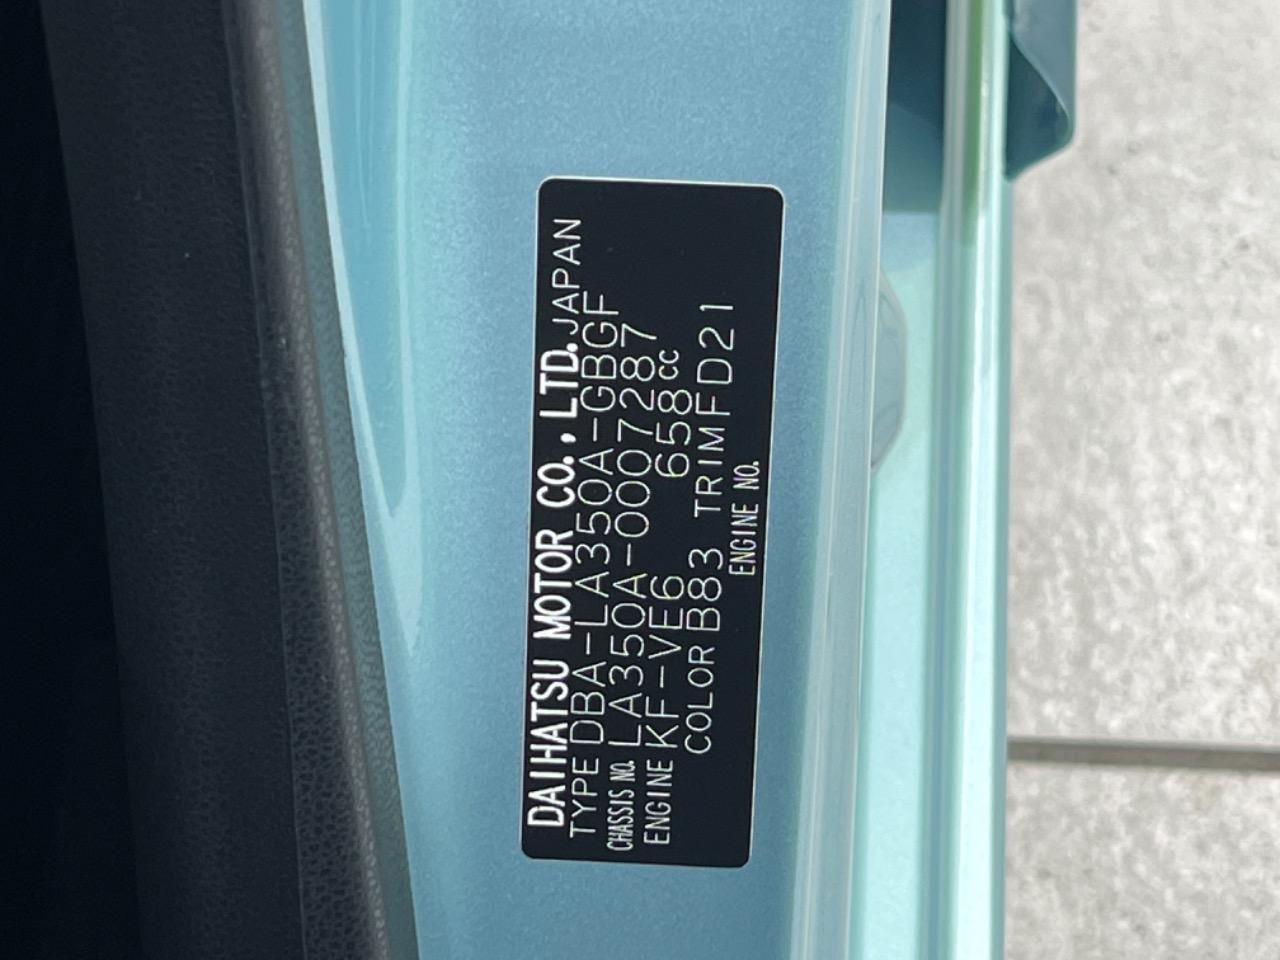 DAIHATSU MOTOR CO., LTD. JAPAN
TYPE DBA-LA350A-GBGF
CHASSIS NO. LA350A-0007287
ENGINE KF-VE6 658cc
COLOR B83 TRIM FD21
ENGINE NO.